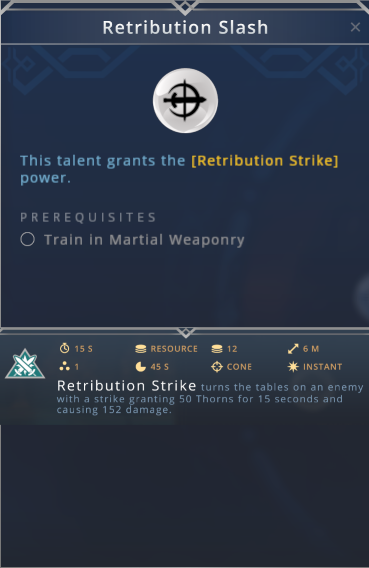 Retribution Slash
This talent grants the [Retribution Strike]
power.
PREREQUISITES
Train in Martial Weaponry
15 S RESOURCE 12 6 M
1 45 S CONE INSTANT
Retribution Strike turns the tables on an enemy
with a strike granting 50 Thorns for 15 seconds and
causing 152 damage.